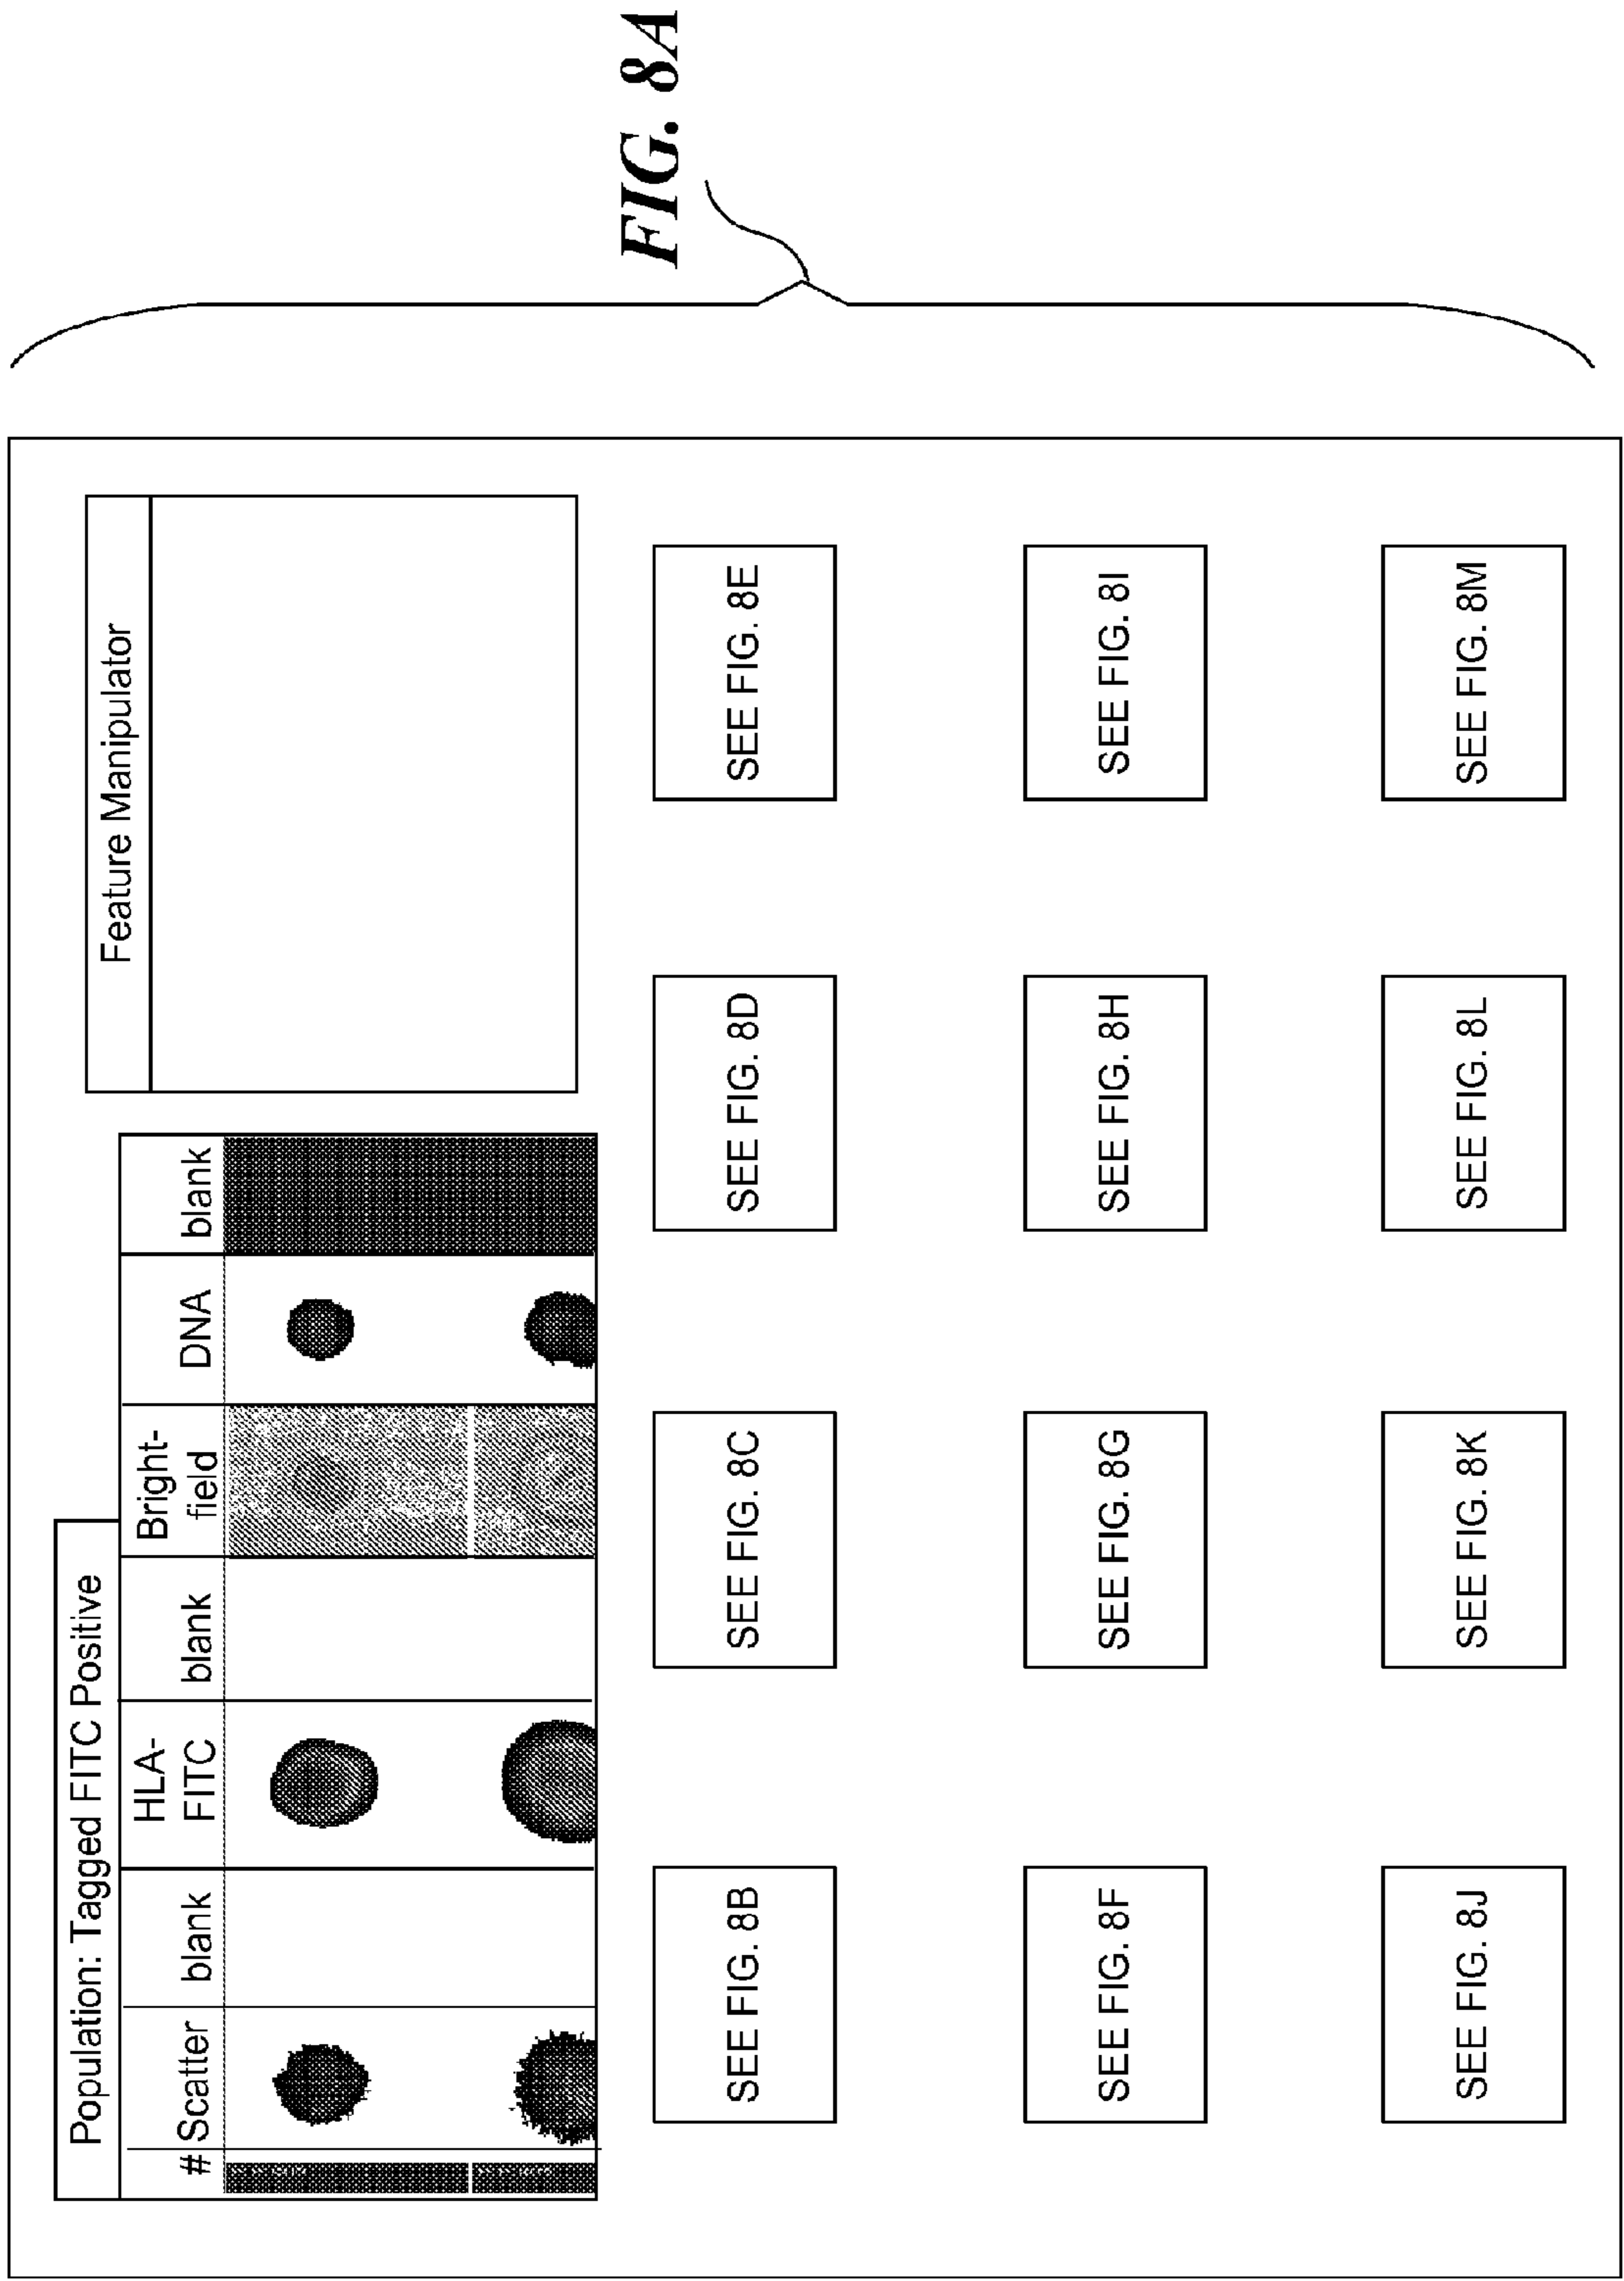 Population: Tagged FITC Positive
# Scatter
blank
HLA-
FITC
blank
Bright-
field
DNA
blank
Feature Manipulator
SEE FIG. 8B
SEE FIG. 8C
SEE FIG. 8D
SEE FIG. 8E
SEE FIG. 8F
SEE FIG. 8G
SEE FIG. 8H
SEE FIG. 8I
SEE FIG. 8J
SEE FIG. 8K
SEE FIG. 8L
SEE FIG. 8M
FIG. 8A